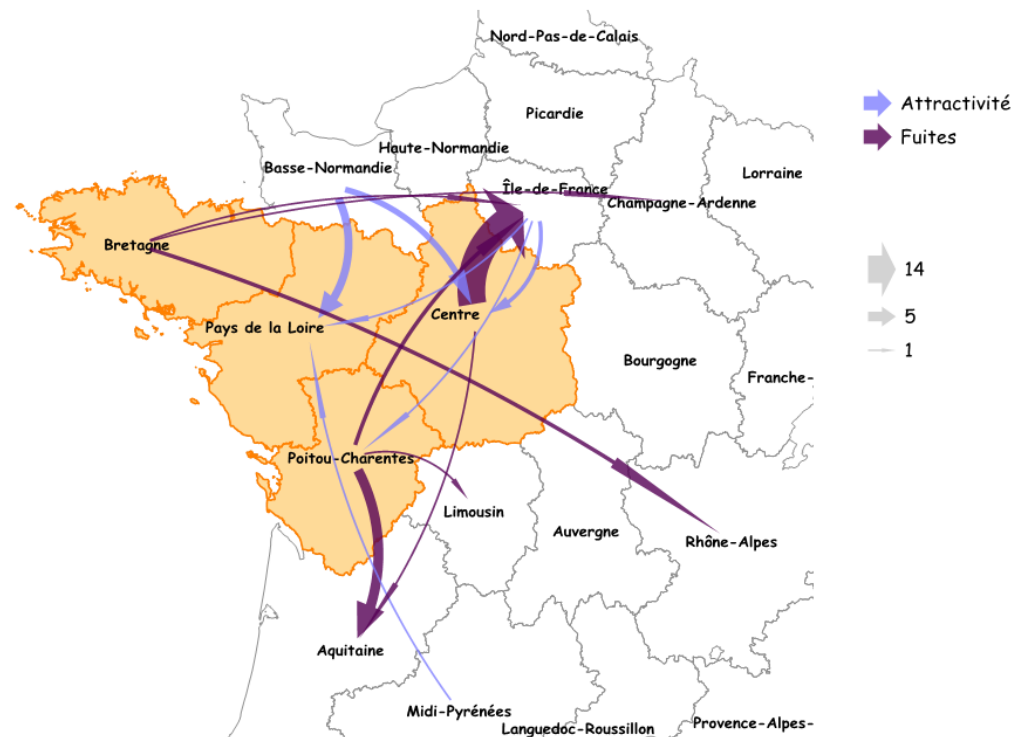 Nord-Pas-de-Calais
Attractivité
Picardie
Fuites
Haute-Normandie
Basse-Normandie
Lorraine
Île-de-France
Champagne-Ardenne
Bretagne
14
Centre
5
Pays de la Loire
1
Bourgogne
Franche-
Poitou-Charentes
Limousin
Auvergne
Rhône-Alpes
Aquitaine
Midi-Pyrénées
Languedoc-Roussillon
Provence-Alpes-